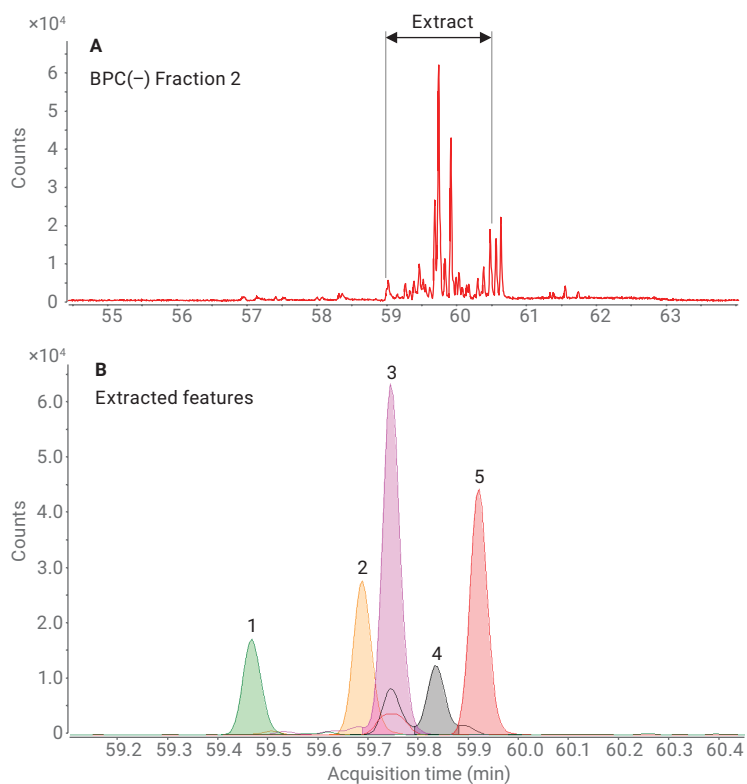 ×10⁴
Extract
A
BPC(–) Fraction 2
6
5
4
3
2
1
0
Counts
55 56 57 58 59 60 61 62 63
×10⁴
B
Extracted features
3
6.0
5.0
4.0
3.0
2.0
1.0
0
Counts
5
2
1
4
59.2 59.3 59.4 59.5 59.6 59.7 59.8 59.9 60.0 60.1 60.2 60.3 60.4
Acquisition time (min)